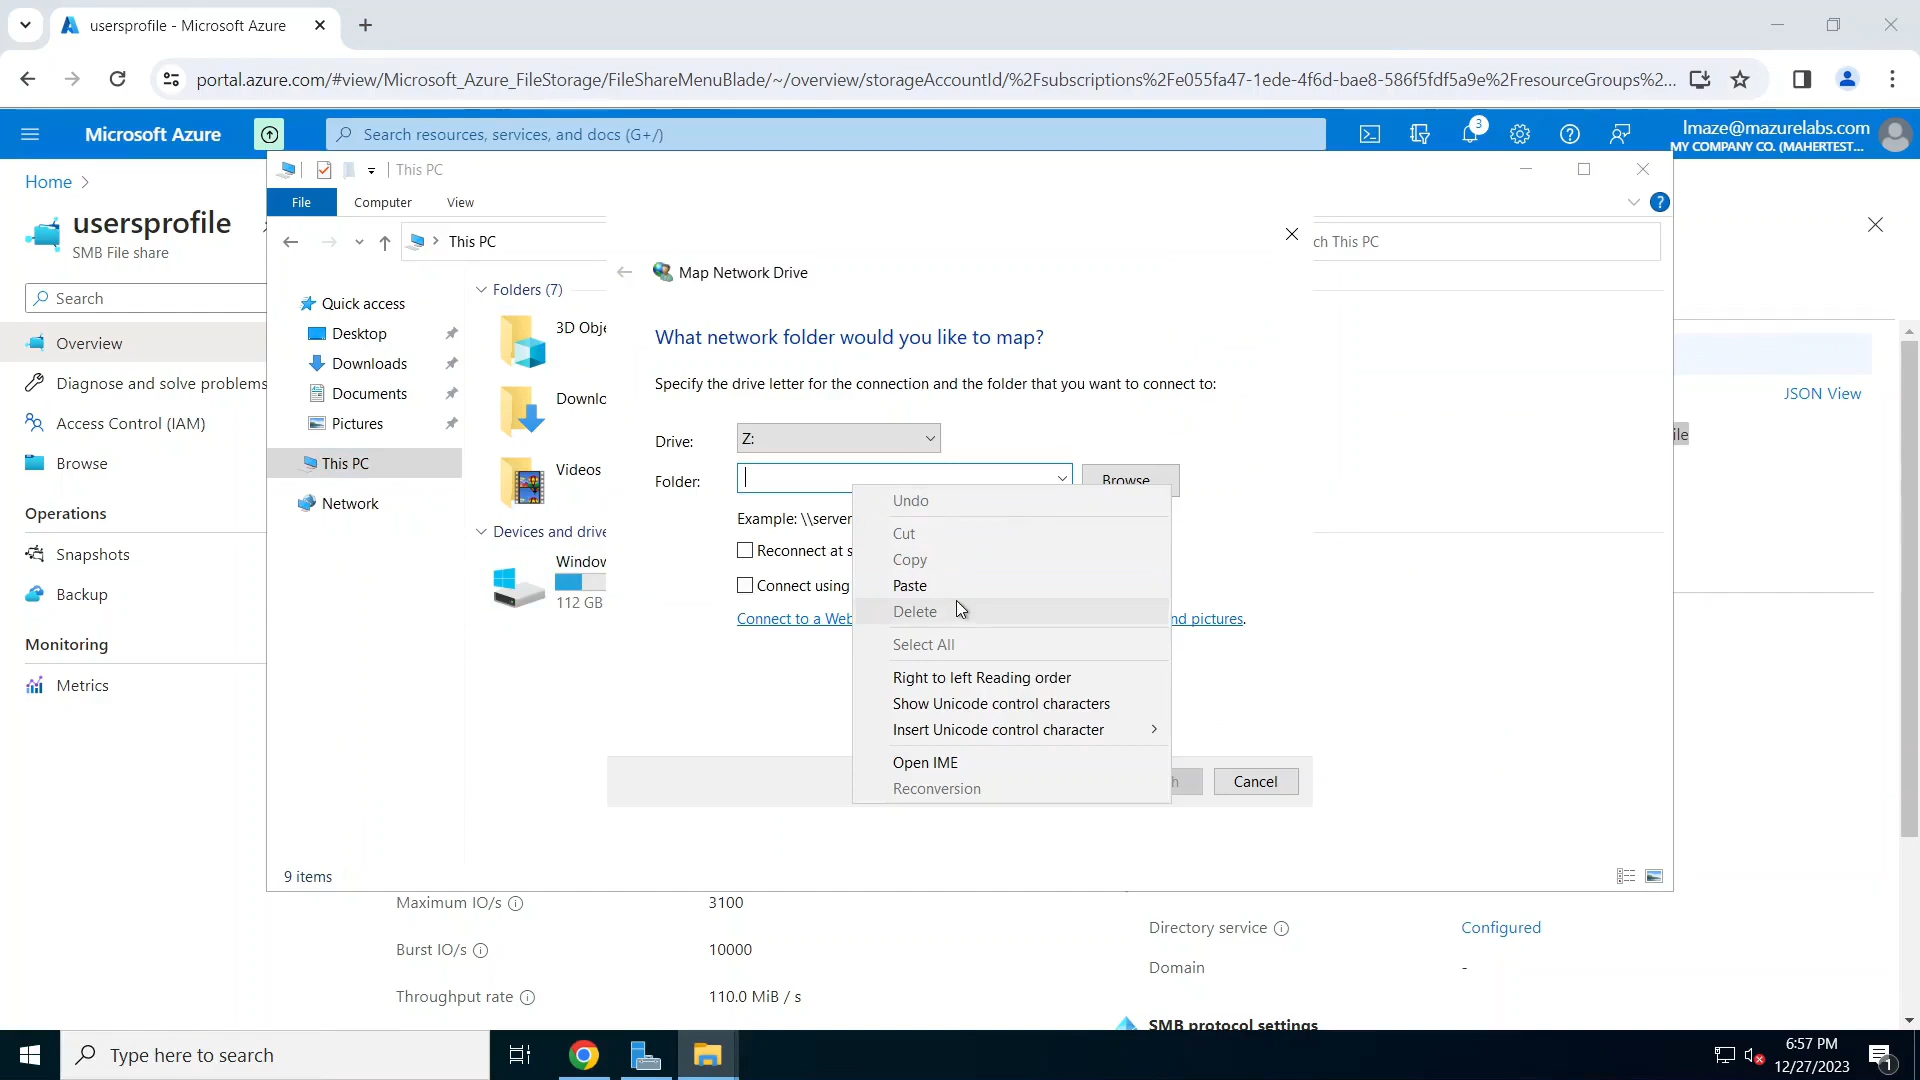 usersprofile - Microsoft Azure
portal.azure.com/#view/Microsoft_Azure_FileStorage/FileShareMenuBlade/~/overview/storageAccountId/%2Fsubscriptions%2Fe055fa47-1ede-4f6d-bae8-586f5fdf5a9e%2FresourceGroups%2...
Microsoft Azure
Search resources, services, and docs (G+/)
3
lmaze@mazurelabs.com
MY COMPANY CO. (MAHERTEST...
Home
usersprofile
SMB File share
Search
Overview
Diagnose and solve problems
Access Control (IAM)
Browse
Operations
Snapshots
Backup
Monitoring
Metrics
This PC
File
Computer
View
This PC
ch This PC
Quick access
Desktop
Downloads
Documents
Pictures
This PC
Network
Folders (7)
3D Obje
Downlo
Videos
Devices and drive
Window
112 GB
9 items
Map Network Drive
What network folder would you like to map?
Specify the drive letter for the connection and the folder that you want to connect to:
Drive:
Z:
Folder:
Browse
Example: \\server
Reconnect at s
Connect using
Connect to a Web
nd pictures.
h
Cancel
Undo
Cut
Copy
Paste
Delete
Select All
Right to left Reading order
Show Unicode control characters
Insert Unicode control character
Open IME
Reconversion
JSON View
ile
Maximum IO/s
3100
Burst IO/s
10000
Throughput rate
110.0 MiB / s
Directory service
Configured
Domain
-
SMB protocol settings
Type here to search
6:57 PM
12/27/2023
1